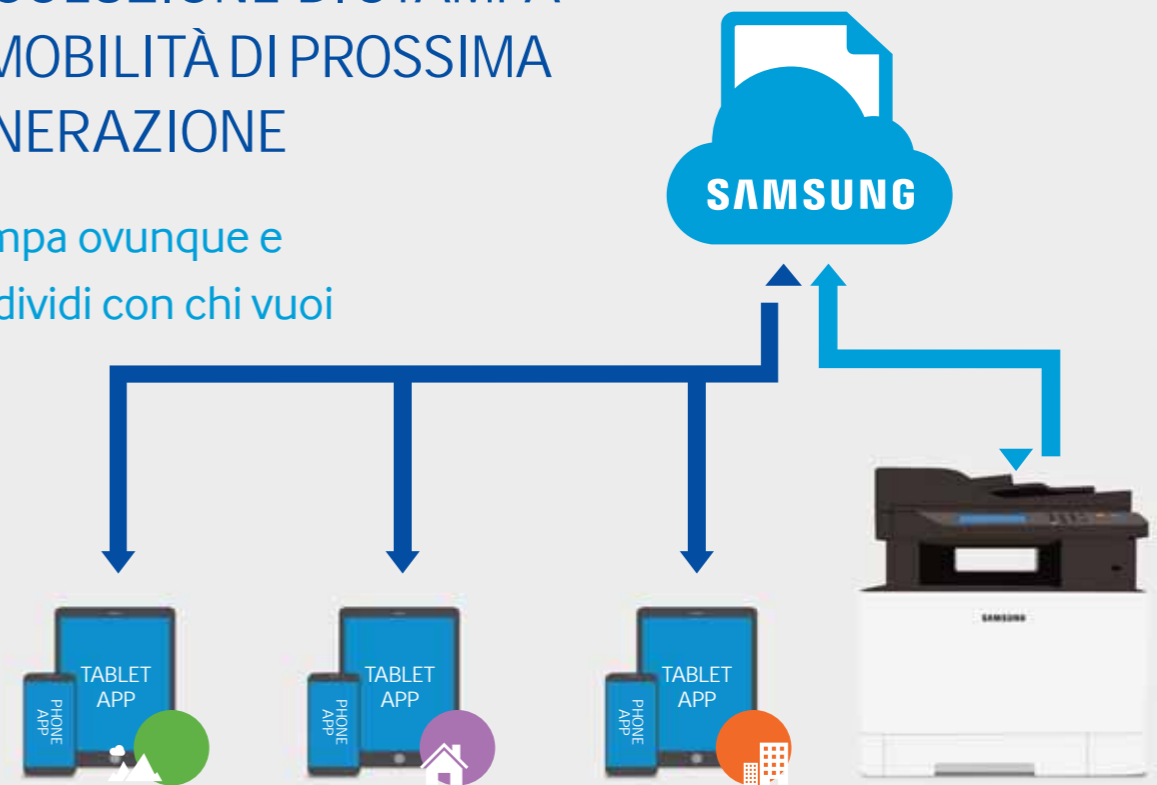 MOBILITÀ DI PROSSIMA
NERAZIONE
mpa ovunque e
dividi con chi vuoi
SAMSUNG
TABLET
APP
PHONE
APP
TABLET
APP
PHONE
APP
TABLET
APP
PHONE
APP
SAMSUNG